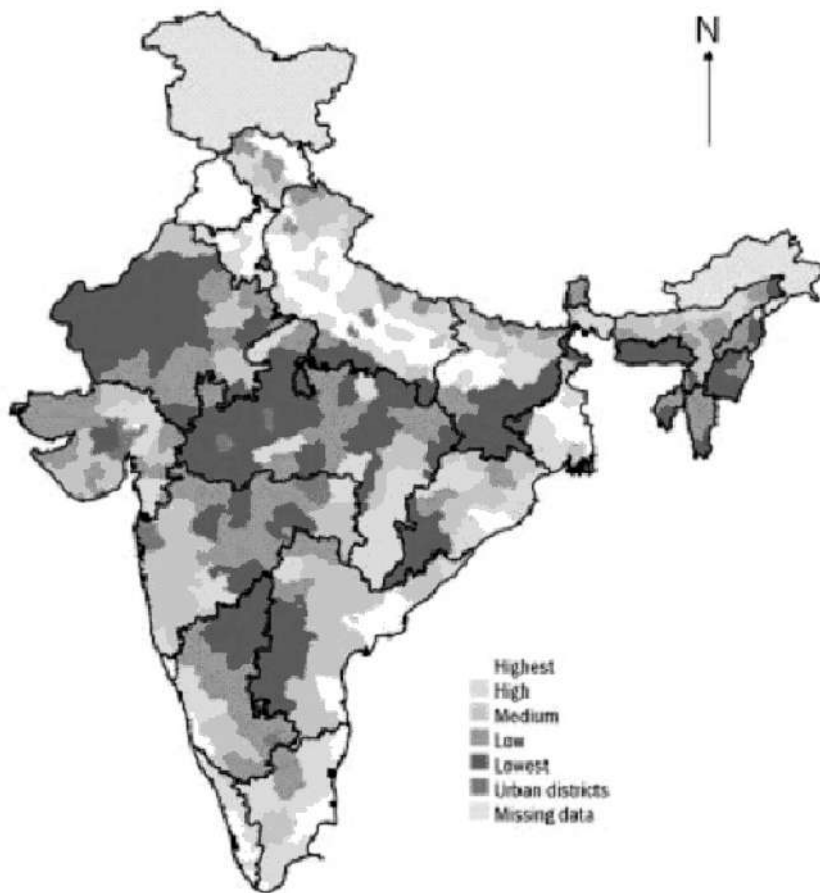 N
Highest
High
Medium
Low
Lowest
Urban districts
Missing data